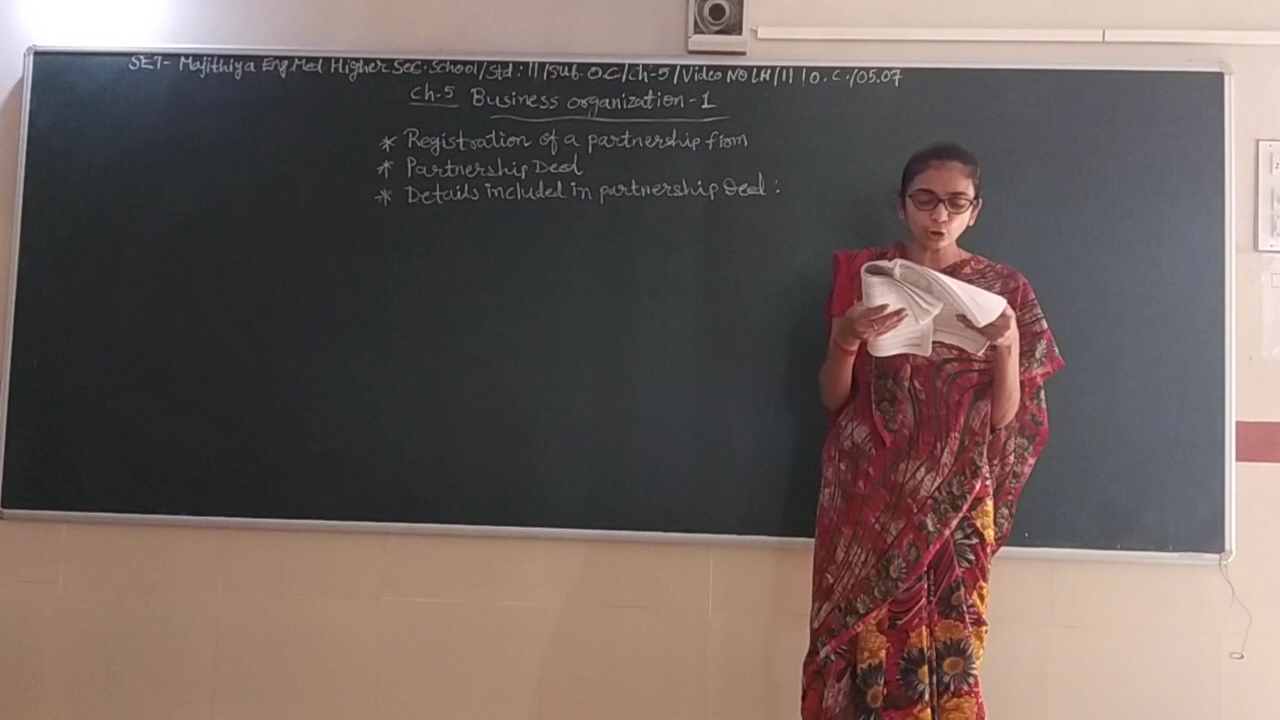 SET- Majithiya Eng.Med Higher Sec. School/Std: 11/Sub. OC/ch-5/Video No LH/11/O.C./05.07
Ch-5 Business organization-1
* Registration of a partnership firm
* Partnership Deed
* Details included in partnership Deed: